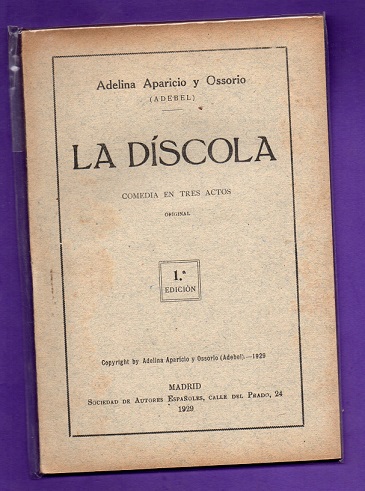 Adelina Aparicio y Ossorio
(ADEBEL)
LA DÍSCOLA
COMEDIA EN TRES ACTOS
ORIGINAL
1.ª
EDICIÓN
Copyright by Adelina Aparicio y Ossorio (Adebel).—1929
MADRID
SOCIEDAD DE AUTORES ESPAÑOLES, CALLE DEL PRADO, 24
1929